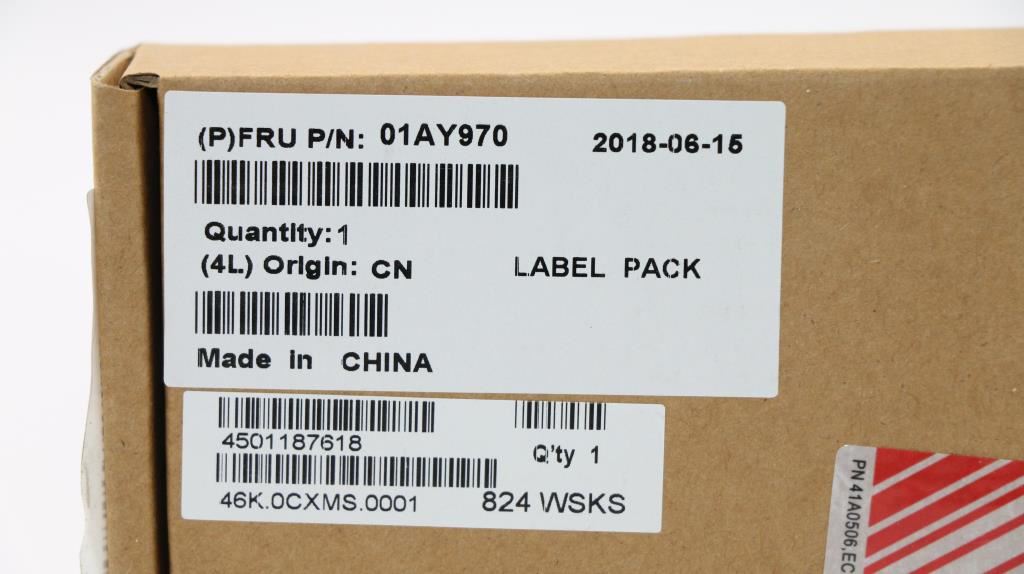 (P)FRU P/N: 01AY970 2018-06-15
Quantity: 1
(4L) Origin: CN LABEL PACK
Made in CHINA
4501187618
Q'ty 1
46K.0CXMS.0001 824 WSKS
PN 41A0506,EC